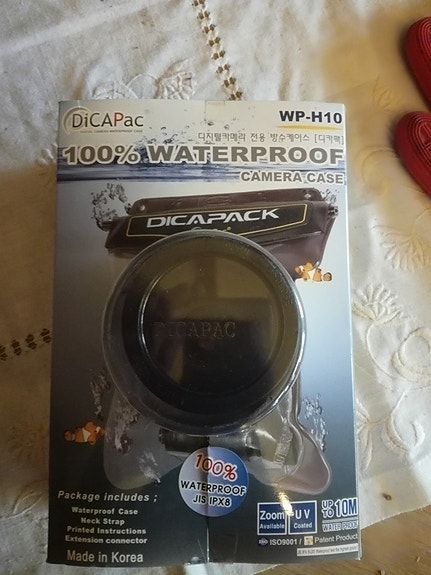 DiCAPac
WP-H10
디지털카메라 전용 방수케이스 [디카팩]
100% WATERPROOF
CAMERA CASE
DICAPACK
DICAPAC
100%
WATERPROOF
JIS IPX8
Package includes ;
Waterproof Case
Neck Strap
Printed Instructions
Extension connector
Made in Korea
Zoom
Available
UV
Coated
UP TO 10M
WATER PROOF
ISO9001 / Patent Product